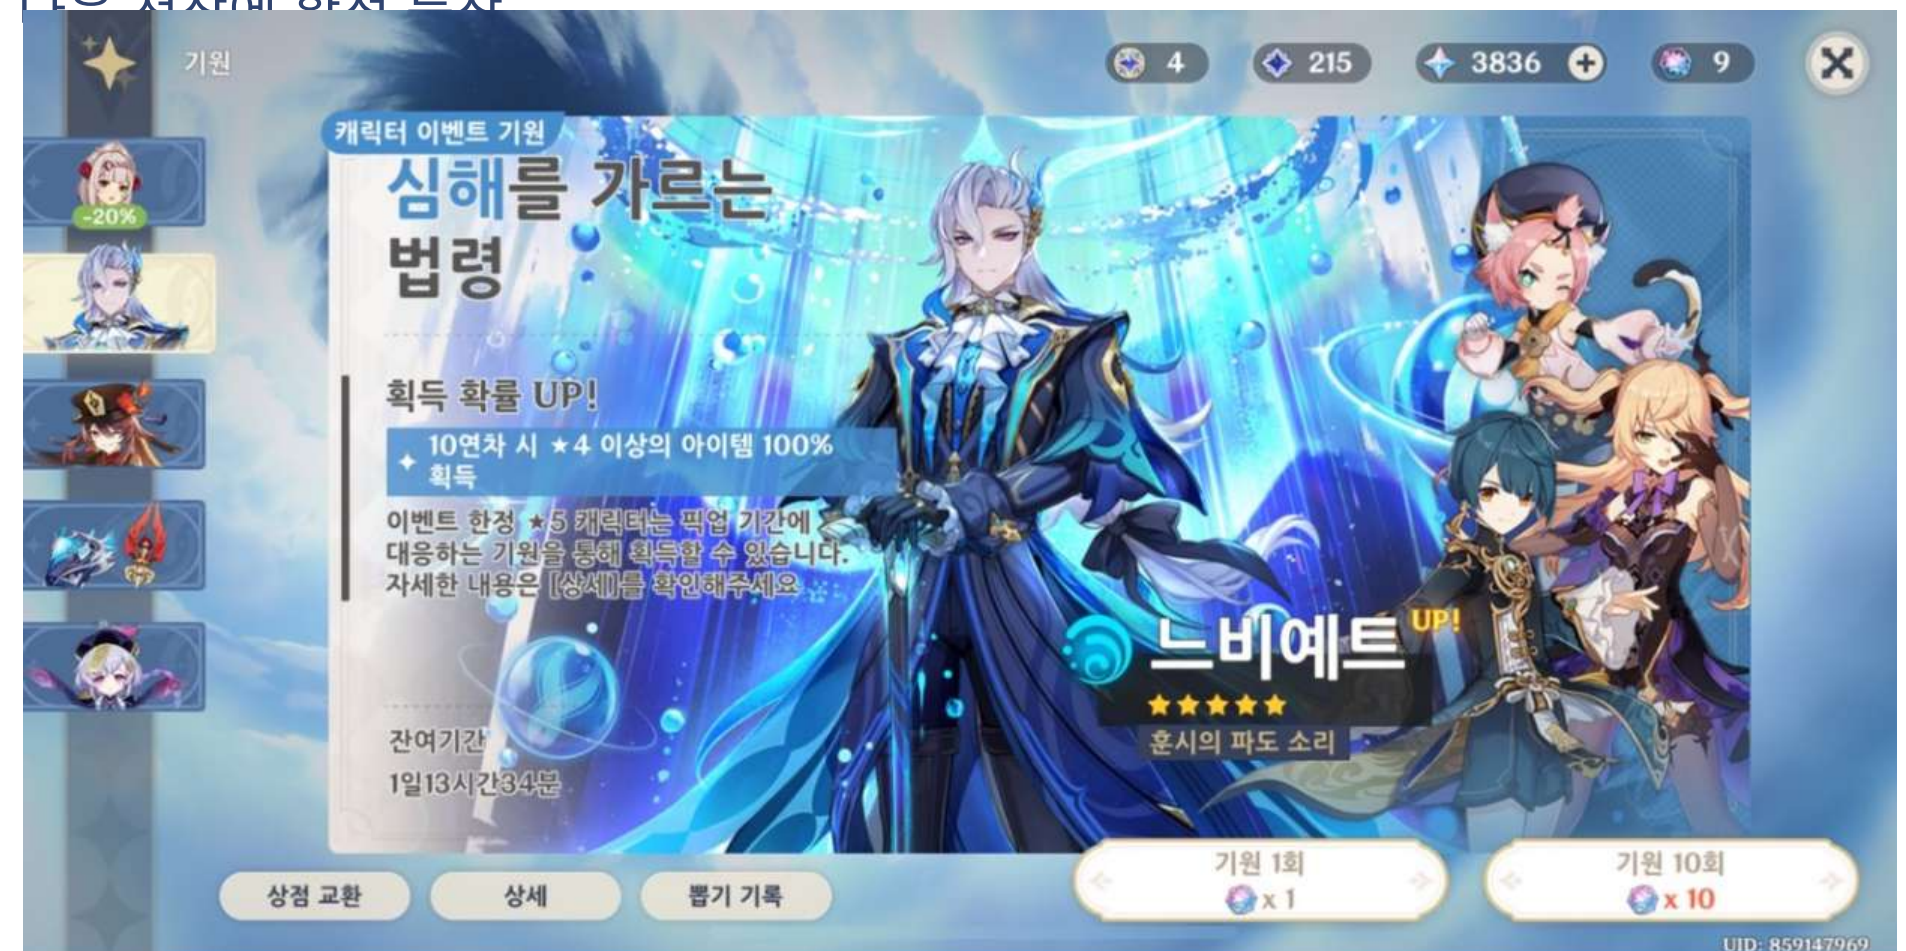 기원
4
215
3836
9
-20%
캐릭터 이벤트 기원
심해를 가르는
법령
획득 확률 UP!
10연차 시 ★4 이상의 아이템 100%
획득
이벤트 한정 ★5 캐릭터는 픽업 기간에
대응하는 기원을 통해 획득할 수 있습니다.
자세한 내용은 [상세]를 확인해주세요
느비예트 UP!
★★★★★
훈시의 파도 소리
잔여기간
1일13시간34분
상점 교환
상세
뽑기 기록
기원 1회
x 1
기원 10회
x 10
UID: 859147969